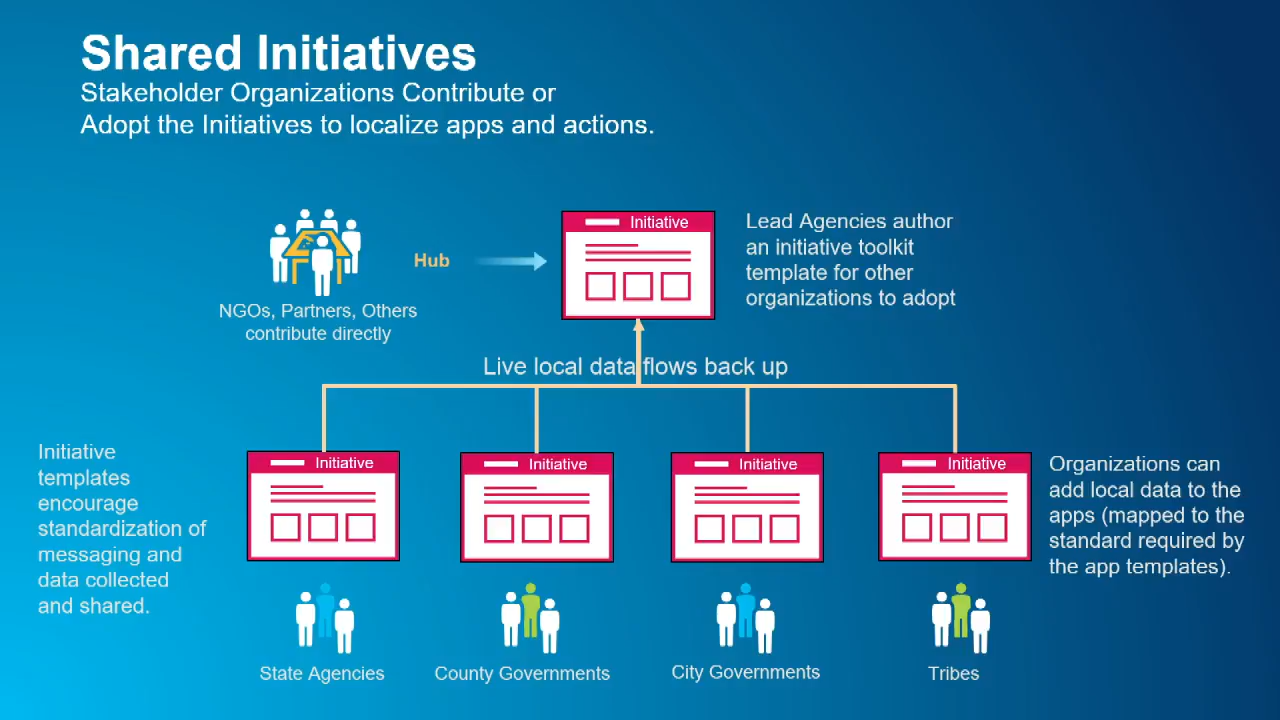 Shared Initiatives
Stakeholder Organizations Contribute or
Adopt the Initiatives to localize apps and actions.
Initiative
Hub
NGOs, Partners, Others
contribute directly
Lead Agencies author
an initiative toolkit
template for other
organizations to adopt
Live local data flows back up
Initiative
templates
encourage
standardization of
messaging and
data collected
and shared.
Initiative
Initiative
Initiative
Initiative
Organizations can
add local data to the
apps (mapped to the
standard required by
the app templates).
State Agencies
County Governments
City Governments
Tribes